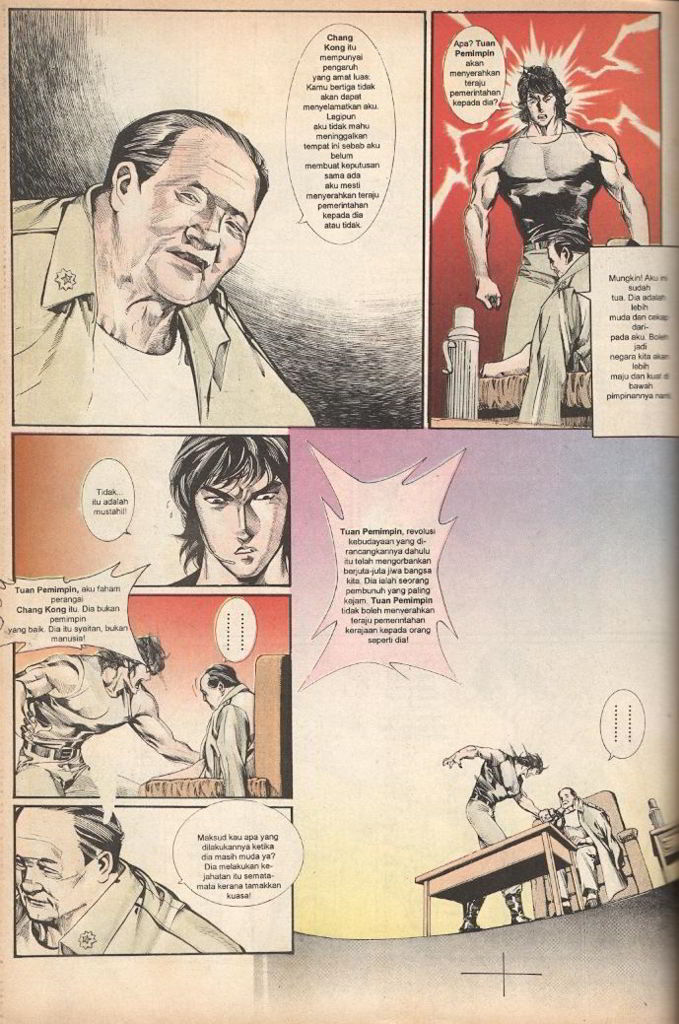 Chang
Kong itu
mempunyai
pengaruh
yang amat luas.
Kamu bertiga tidak
akan dapat
menyelamatkan aku.
Lagipun
aku tidak mahu
meninggalkan
tempat ini sebab aku
belum
membuat keputusan
sama ada
aku mesti
menyerahkan teraju
pemerintahan
kepada dia
atau tidak.
Apa? Tuan
Pemimpin
akan
menyerahkan
teraju
pemerintahan
kepada dia?
Mungkin! Aku ini
sudah
tua. Dia adalah
lebih
muda dan cekap
dari-
pada aku. Boleh
jadi
negara kita akan
lebih
maju dan kuat di
bawah
pimpinannya nanti.
Tidak...
itu adalah
mustahil!
Tuan Pemimpin, revolusi
kebudayaan yang di-
rancangkannya dahulu
itu telah mengorbankan
berjuta-juta jiwa bangsa
kita. Dia ialah seorang
pembunuh yang paling
kejam. Tuan Pemimpin
tidak boleh menyerahkan
teraju pemerintahan
kerajaan kepada orang
seperti dia!
Tuan Pemimpin, aku faham
perangai
Chang Kong itu. Dia bukan
pemimpin
yang baik. Dia itu syaitan, bukan
manusia!
Maksud kau apa yang
dilakukannya ketika
dia masih muda ya?
Dia melakukan ke-
jahatan itu semata-
mata kerana tamakkan
kuasa!